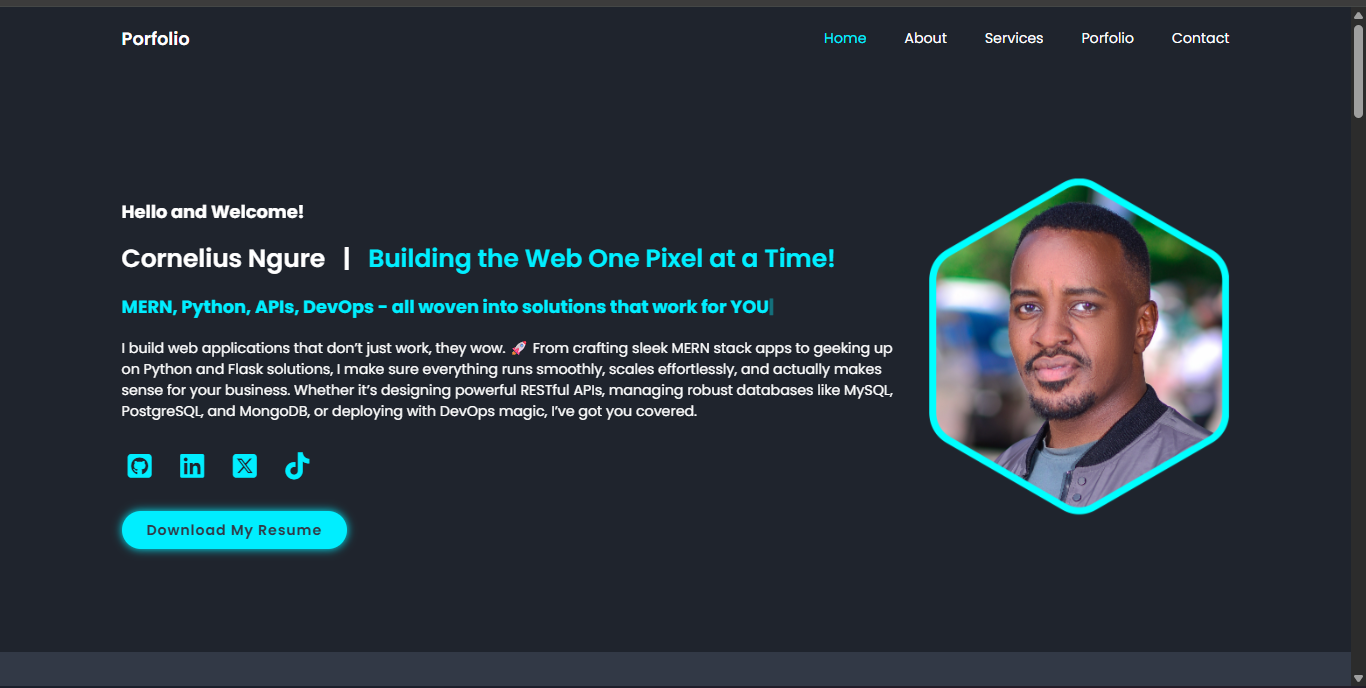 Porfolio
Home About Services Porfolio Contact
Hello and Welcome!
Cornelius Ngure | Building the Web One Pixel at a Time!
MERN, Python, APIs, DevOps - all woven into solutions that work for YOU
I build web applications that don’t just work, they wow. 🚀 From crafting sleek MERN stack apps to geeking up
on Python and Flask solutions, I make sure everything runs smoothly, scales effortlessly, and actually makes
sense for your business. Whether it’s designing powerful RESTful APIs, managing robust databases like MySQL,
PostgreSQL, and MongoDB, or deploying with DevOps magic, I’ve got you covered.
in X
Download My Resume